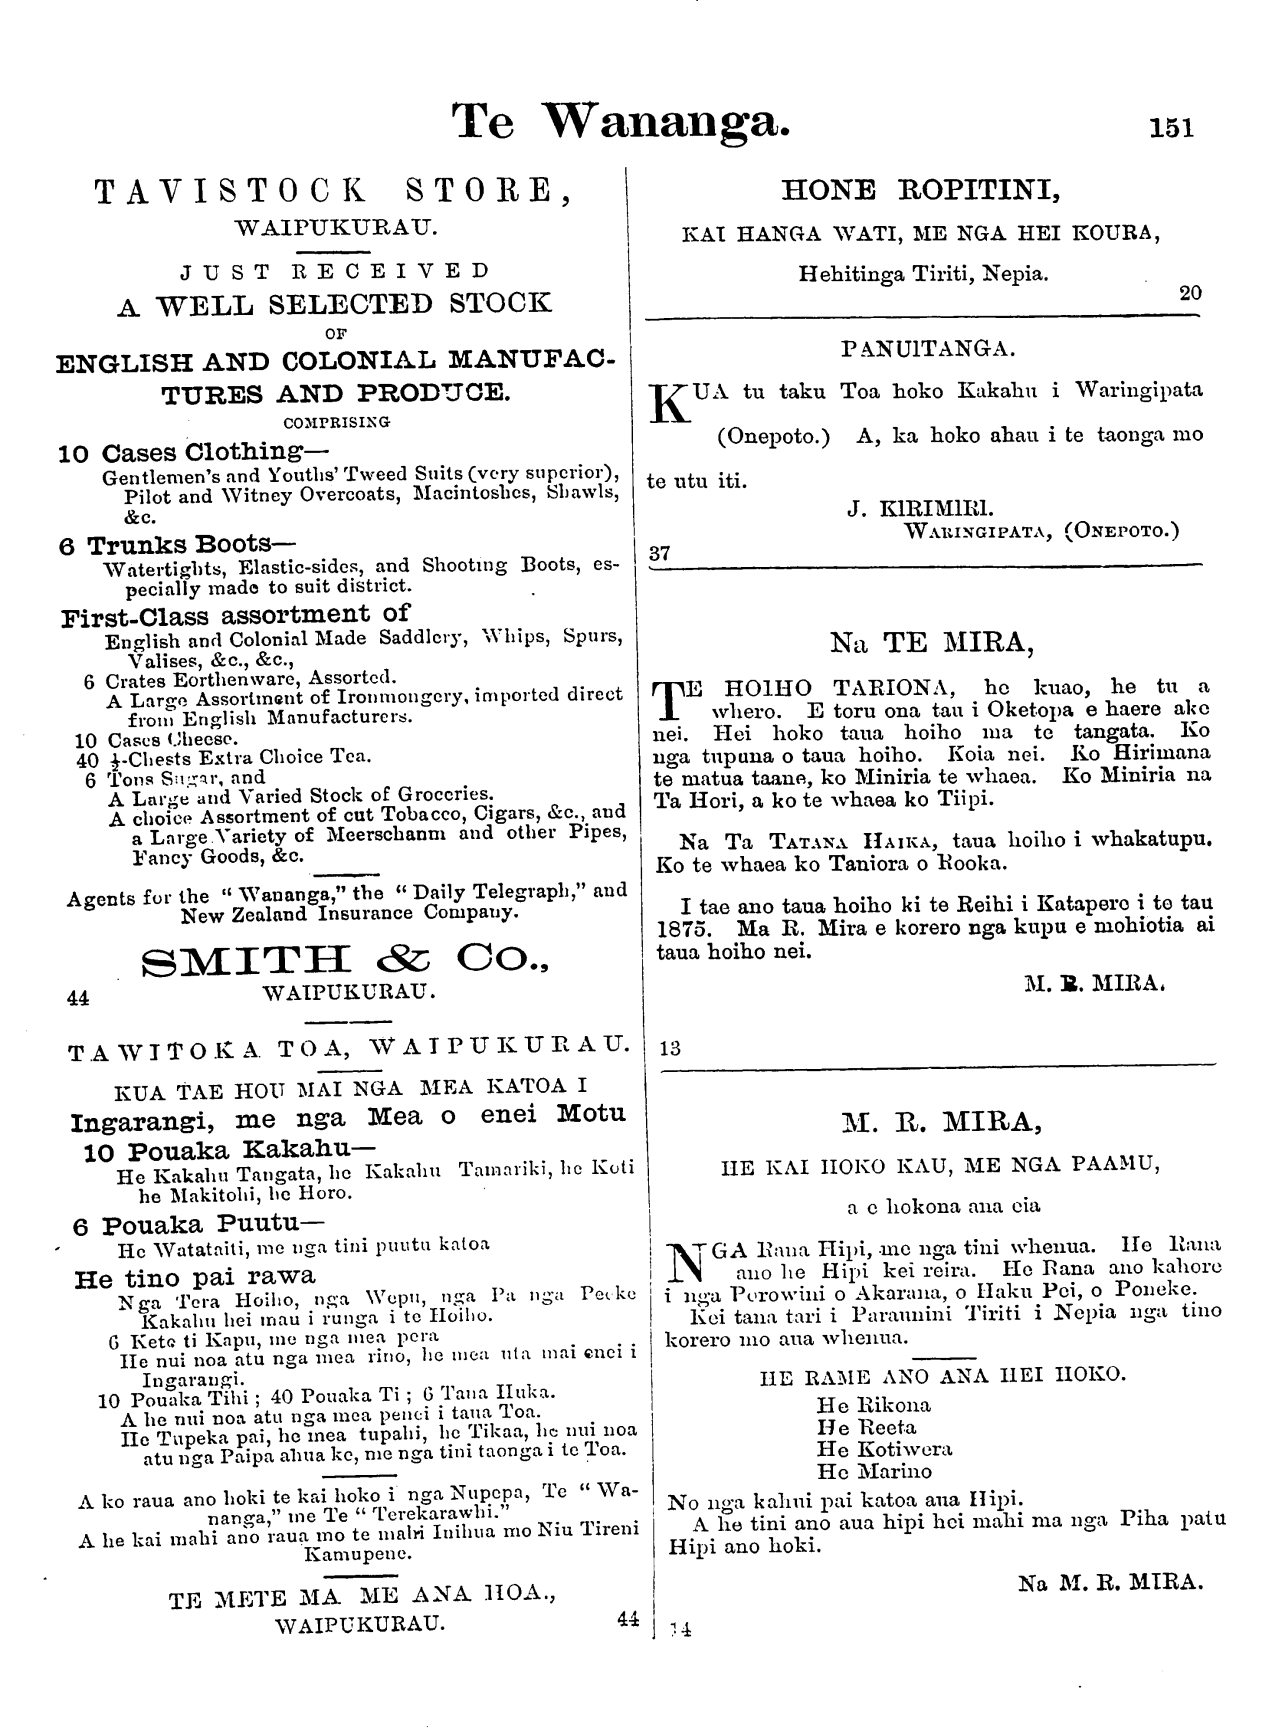 Te Wananga.
151
TAVISTOCK STORE,
WAIPUKURAU.
JUST RECEIVED
A WELL SELECTED STOCK
OF
ENGLISH AND COLONIAL MANUFAC-
TURES AND PRODUCE.
COMPRISING
10 Cases Clothing—
Gentlemen's and Youths' Tweed Suits (very superior),
Pilot and Witney Overcoats, Macintoshes, Shawls,
&c.
6 Trunks Boots—
Watertights, Elastic-sides, and Shooting Boots, es-
pecially made to suit district.
First-Class assortment of
English and Colonial Made Saddlery, Whips, Spurs,
Valises, &c., &c.,
6 Crates Eorthenware, Assorted.
A Large Assortment of Ironmongery, imported direct
from English Manufacturers.
10 Cases Cheese.
40 ½-Chests Extra Choice Tea.
6 Tons Sugar, and
A Large and Varied Stock of Groceries.
A choice Assortment of cut Tobacco, Cigars, &c., and
a Large Variety of Meerschanm and other Pipes,
Fancy Goods, &c.
Agents for the “ Wananga,” the “ Daily Telegraph,” and
New Zealand Insurance Company.
SMITH & Co.,
44 WAIPUKURAU.
TAWITOKA TOA, WAIPUKURAU.
KUA TAE HOU MAI NGA MEA KATOA I
Ingarangi, me nga Mea o enei Motu
10 Pouaka Kakahu—
He Kakahu Tangata, he Kakahu Tamariki, he Koti
he Makitohi, he Horo.
6 Pouaka Puutu—
He Watataiti, me nga tini puutu katoa
He tino pai rawa
Nga Tera Hoiho, nga Wepu, nga Pa nga Peeke
Kakahu hei mau i runga i te Hoiho.
6 Kete ti Kapu, me nga mea pera
He nui noa atu nga mea rino, he mea uta mai enei i
Ingarangi.
10 Pouaka Tihi ; 40 Pouaka Ti ; 6 Tana Huka.
A he nui noa atu nga mea penei i taua Toa.
He Tupeka pai, he mea tupahi, he Tikaa, he nui noa
atu nga Paipa ahua ke, me nga tini taonga i te Toa.
A ko raua ano hoki te kai hoko i nga Nupepa, Te “ Wa-
nanga,” me Te “ Terekarawhi.”
A he kai mahi ano raua mo te mahi Inihua mo Niu Tireni
Kamupene.
TE METE MA ME ANA HOA.,
WAIPUKURAU. 44
HONE ROPITINI,
KAI HANGA WATI, ME NGA HEI KOURA,
Hehitinga Tiriti, Nepia.
20
PANUITANGA.
KUA tu taku Toa hoko Kakahu i Waringipata
(Onepoto.) A, ka hoko ahau i te taonga mo
te utu iti.
J. KIRIMIRI.
WARINGIPATA, (ONEPOTO.)
37
Na TE MIRA,
TE HOIHO TARIONA, he kuao, he tu a
whero. E toru ona tau i Oketopa e haere ake
nei. Hei hoko taua hoiho ma te tangata. Ko
nga tupuna o taua hoiho. Koia nei. Ko Hirimana
te matua taane, ko Miniria te whaea. Ko Miniria na
Ta Hori, a ko te whaea ko Tiipi.
Na Ta TATANA HAIKA, taua hoiho i whakatupu.
Ko te whaea ko Taniora o Rooka.
I tae ano taua hoiho ki te Reihi i Katapere i te tau
1875. Ma R. Mira e korero nga kupu e mohiotia ai
taua hoiho nei.
M. R. MIRA.
13
M. R. MIRA,
HE KAI HOKO KAU, ME NGA PAAMU,
a e hokona ana eia
NGA Rana Hipi, me nga tini whenua. He Rana
ano he Hipi kei reira. He Rana ano kahore
i nga Porowini o Akarana, o Haku Pei, o Poneke.
Kei tana tari i Paraunini Tiriti i Nepia nga tino
korero mo aua whenua.
HE RAME ANO ANA HEI HOKO.
He Rikona
He Reeta
He Kotiwera
He Marino
No nga kahui pai katoa aua Hipi.
A he tini ano aua hipi hei mahi ma nga Piha patu
Hipi ano hoki.
Na M. R. MIRA.
14